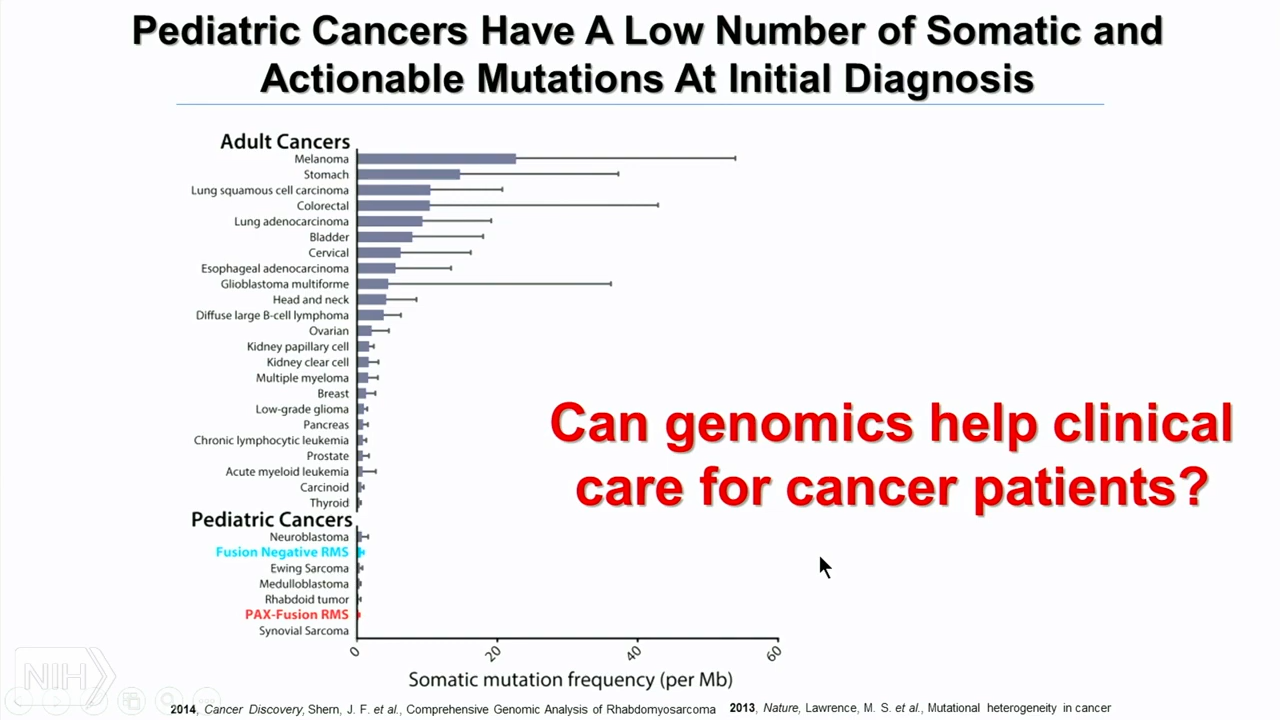 Pediatric Cancers Have A Low Number of Somatic and
Actionable Mutations At Initial Diagnosis
Adult Cancers
Melanoma
Stomach
Lung squamous cell carcinoma
Colorectal
Lung adenocarcinoma
Bladder
Cervical
Esophageal adenocarcinoma
Glioblastoma multiforme
Head and neck
Diffuse large B-cell lymphoma
Ovarian
Kidney papillary cell
Kidney clear cell
Multiple myeloma
Breast
Low-grade glioma
Pancreas
Chronic lymphocytic leukemia
Prostate
Acute myeloid leukemia
Carcinoid
Thyroid
Pediatric Cancers
Neuroblastoma
Fusion Negative RMS
Ewing Sarcoma
Medulloblastoma
Rhabdoid tumor
PAX-Fusion RMS
Synovial Sarcoma
0 20 40 60
Somatic mutation frequency (per Mb)
Can genomics help clinical
care for cancer patients?
NIH
2014, Cancer Discovery, Shern, J. F. et al., Comprehensive Genomic Analysis of Rhabdomyosarcoma
2013, Nature, Lawrence, M. S. et al., Mutational heterogeneity in cancer